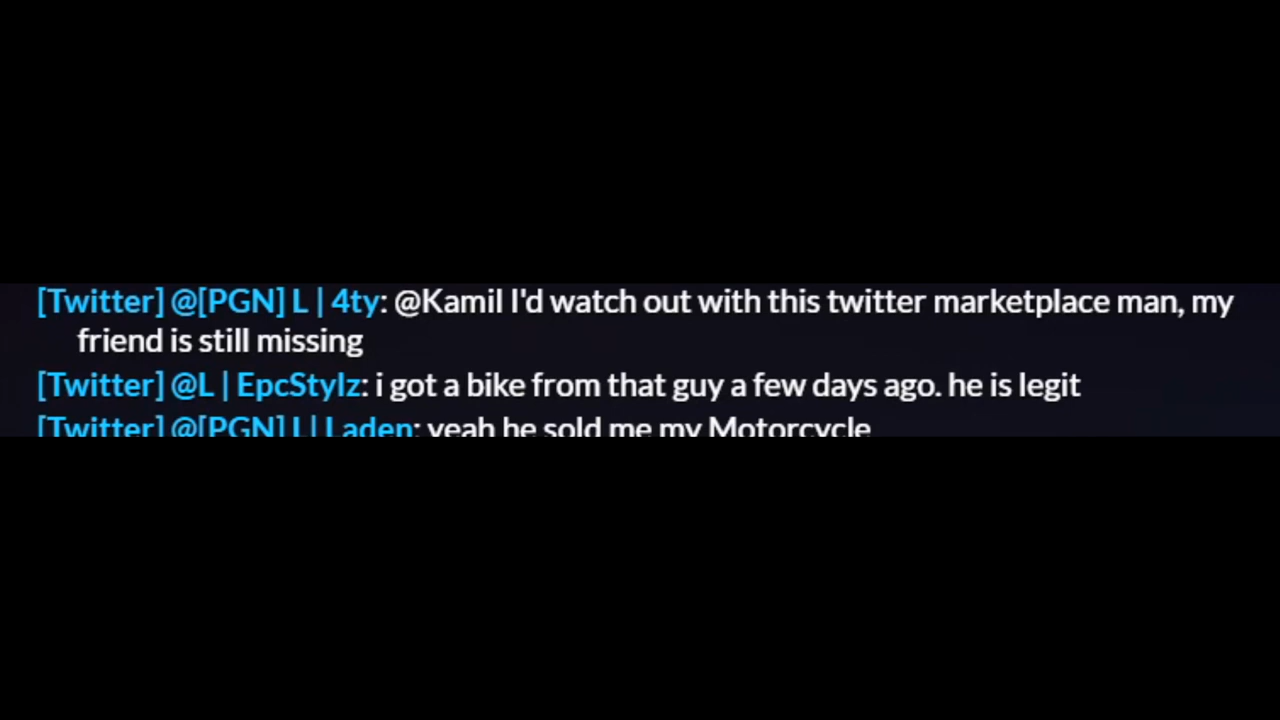 [Twitter] @[PGN] L | 4ty: @Kamil I'd watch out with this twitter marketplace man, my
friend is still missing
[Twitter] @L | EpcStylz: i got a bike from that guy a few days ago. he is legit
[Twitter] @[PGN] L | Laden: yeah he sold me my Motorcycle